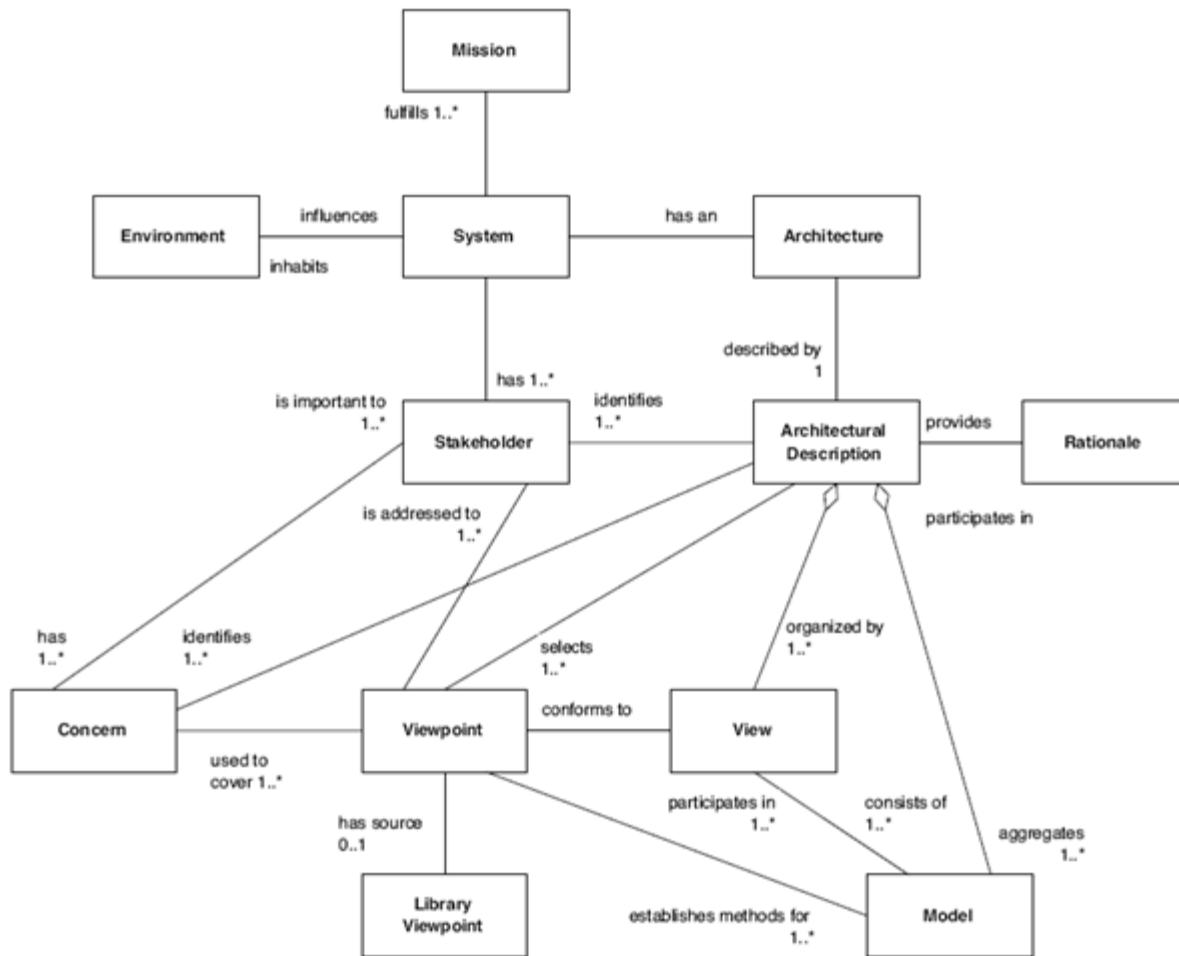 Mission
fulfills 1..*
Environment
influences
inhabits
System
has an
Architecture
described by
1
has 1..*
is important to
1..*
Stakeholder
identifies
1..*
Architectural
Description
provides
Rationale
participates in
is addressed to
1..*
has
1..*
identifies
1..*
selects
1..*
organized by
1..*
Concern
used to
cover 1..*
Viewpoint
conforms to
View
has source
0..1
participates in
1..*
consists of
1..*
aggregates
1..*
Library
Viewpoint
establishes methods for
1..*
Model